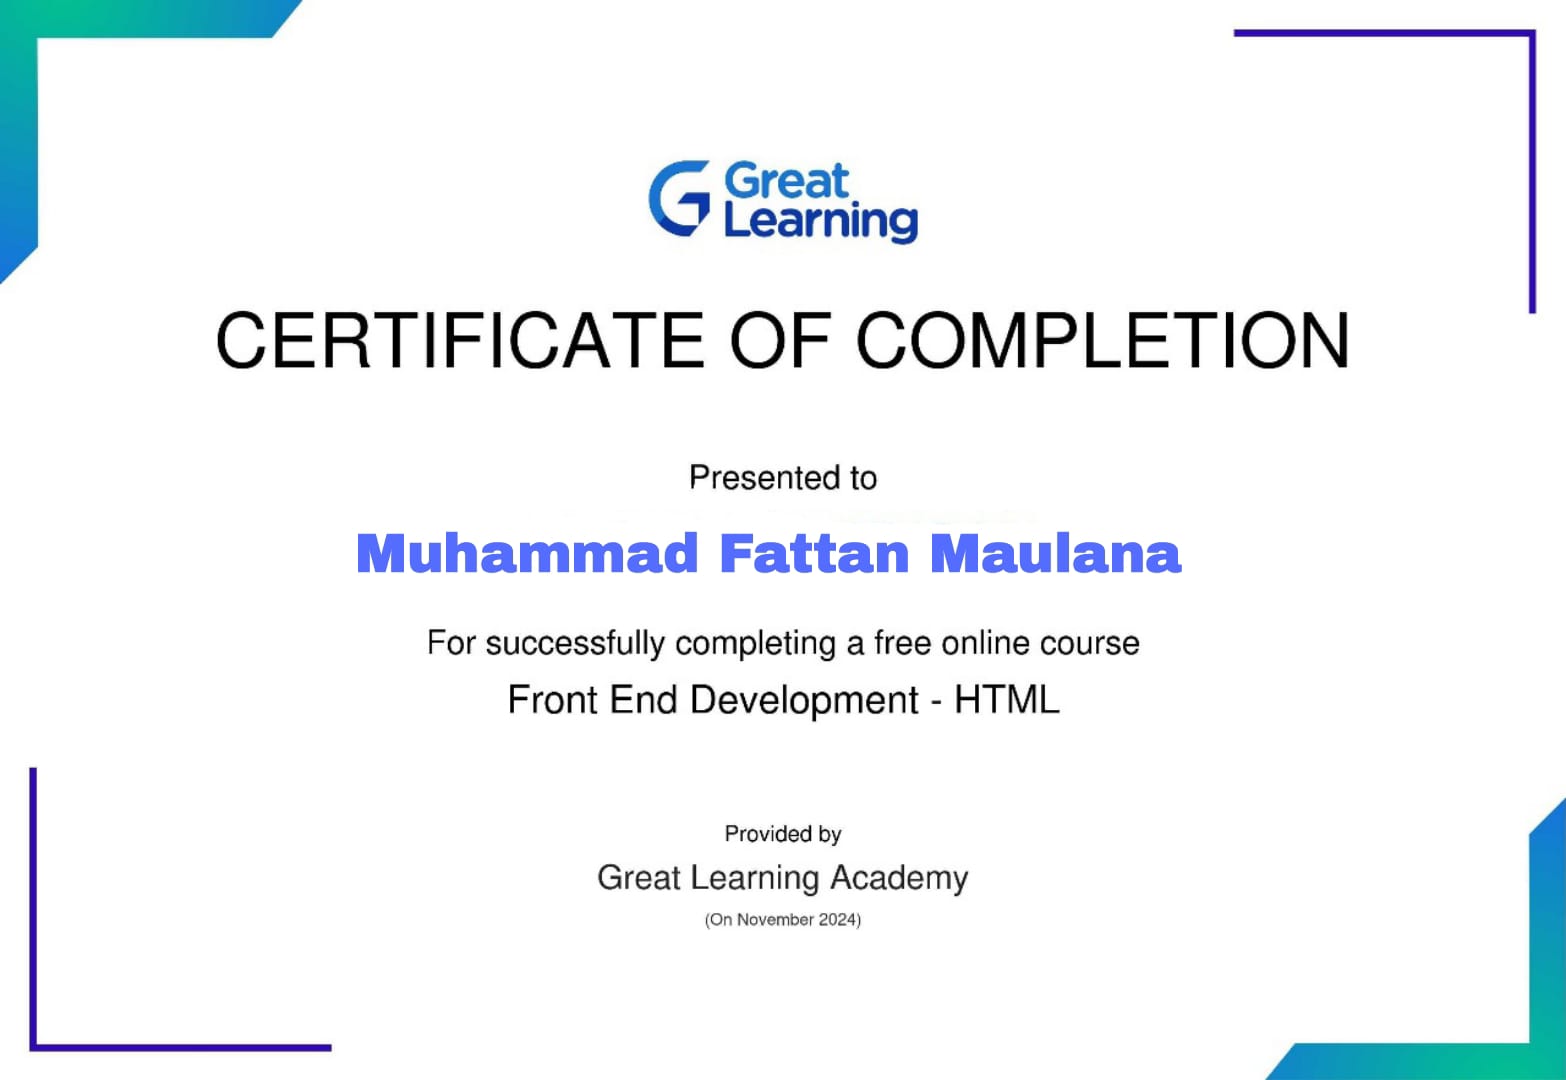 Great
Learning
CERTIFICATE OF COMPLETION
Presented to
Muhammad Fattan Maulana
For successfully completing a free online course
Front End Development - HTML
Provided by
Great Learning Academy
(On November 2024)